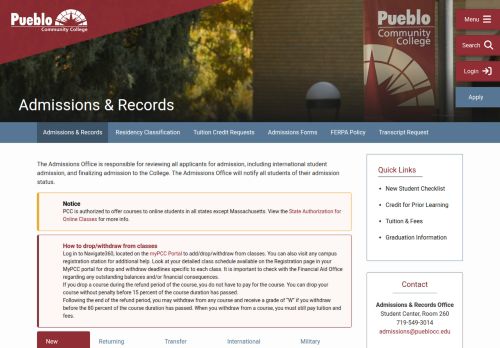 Pueblo
Community College
Pueblo
Community
College
Menu
Search
Login
Apply
Admissions & Records
Admissions & Records
Residency Classification
Tuition Credit Requests
Admissions Forms
FERPA Policy
Transcript Request
The Admissions Office is responsible for reviewing all applicants for admission, including international student
admission, and finalizing admission to the College. The Admissions Office will notify all students of their admission
status.
Notice
PCC is authorized to offer courses to online students in all states except Massachusetts. View the State Authorization for
Online Classes for more info.
How to drop/withdraw from classes
Log in to Navigate360, located on the myPCC Portal to add/drop/withdraw from classes. You can also visit any campus
registration station for additional help. Look at your detailed class schedule available on the Registration page in your
MyPCC portal for drop and withdraw deadlines specific to each class. It is important to check with the Financial Aid Office
regarding any outstanding balances and/or financial consequences.
If you drop a course during the refund period of the course, you do not have to pay for the course. You can drop your
course without penalty before 15 percent of the course duration has passed.
Following the end of the refund period, you may withdraw from any course and receive a grade of "W" if you withdraw
before the 80 percent of the course duration has passed. When you withdraw from a course, you must still pay tuition and
fees.
New
Returning
Transfer
International
Military
Quick Links
New Student Checklist
Credit for Prior Learning
Tuition & Fees
Graduation Information
Contact
Admissions & Records Office
Student Center, Room 260
719-549-3014
admissions@pueblocc.edu